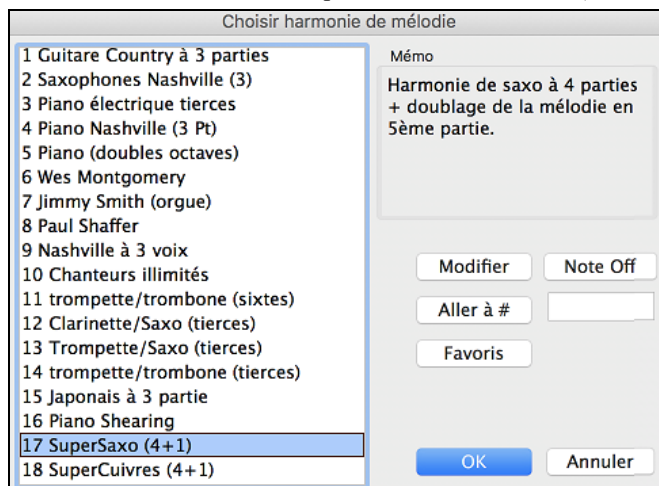 Choisir harmonie de mélodie
1 Guitare Country à 3 parties
2 Saxophones Nashville (3)
3 Piano électrique tierces
4 Piano Nashville (3 Pt)
5 Piano (doubles octaves)
6 Wes Montgomery
7 Jimmy Smith (orgue)
8 Paul Shaffer
9 Nashville à 3 voix
10 Chanteurs illimités
11 trompette/trombone (sixtes)
12 Clarinette/Saxo (tierces)
13 Trompette/Saxo (tierces)
14 trompette/trombone (tierces)
15 Japonais à 3 partie
16 Piano Shearing
17 SuperSaxo (4+1)
18 SuperCuivres (4+1)
Mémo
Harmonie de saxo à 4 parties
+ doublage de la mélodie en
5ème partie.
Modifier
Note Off
Aller à #
Favoris
OK
Annuler